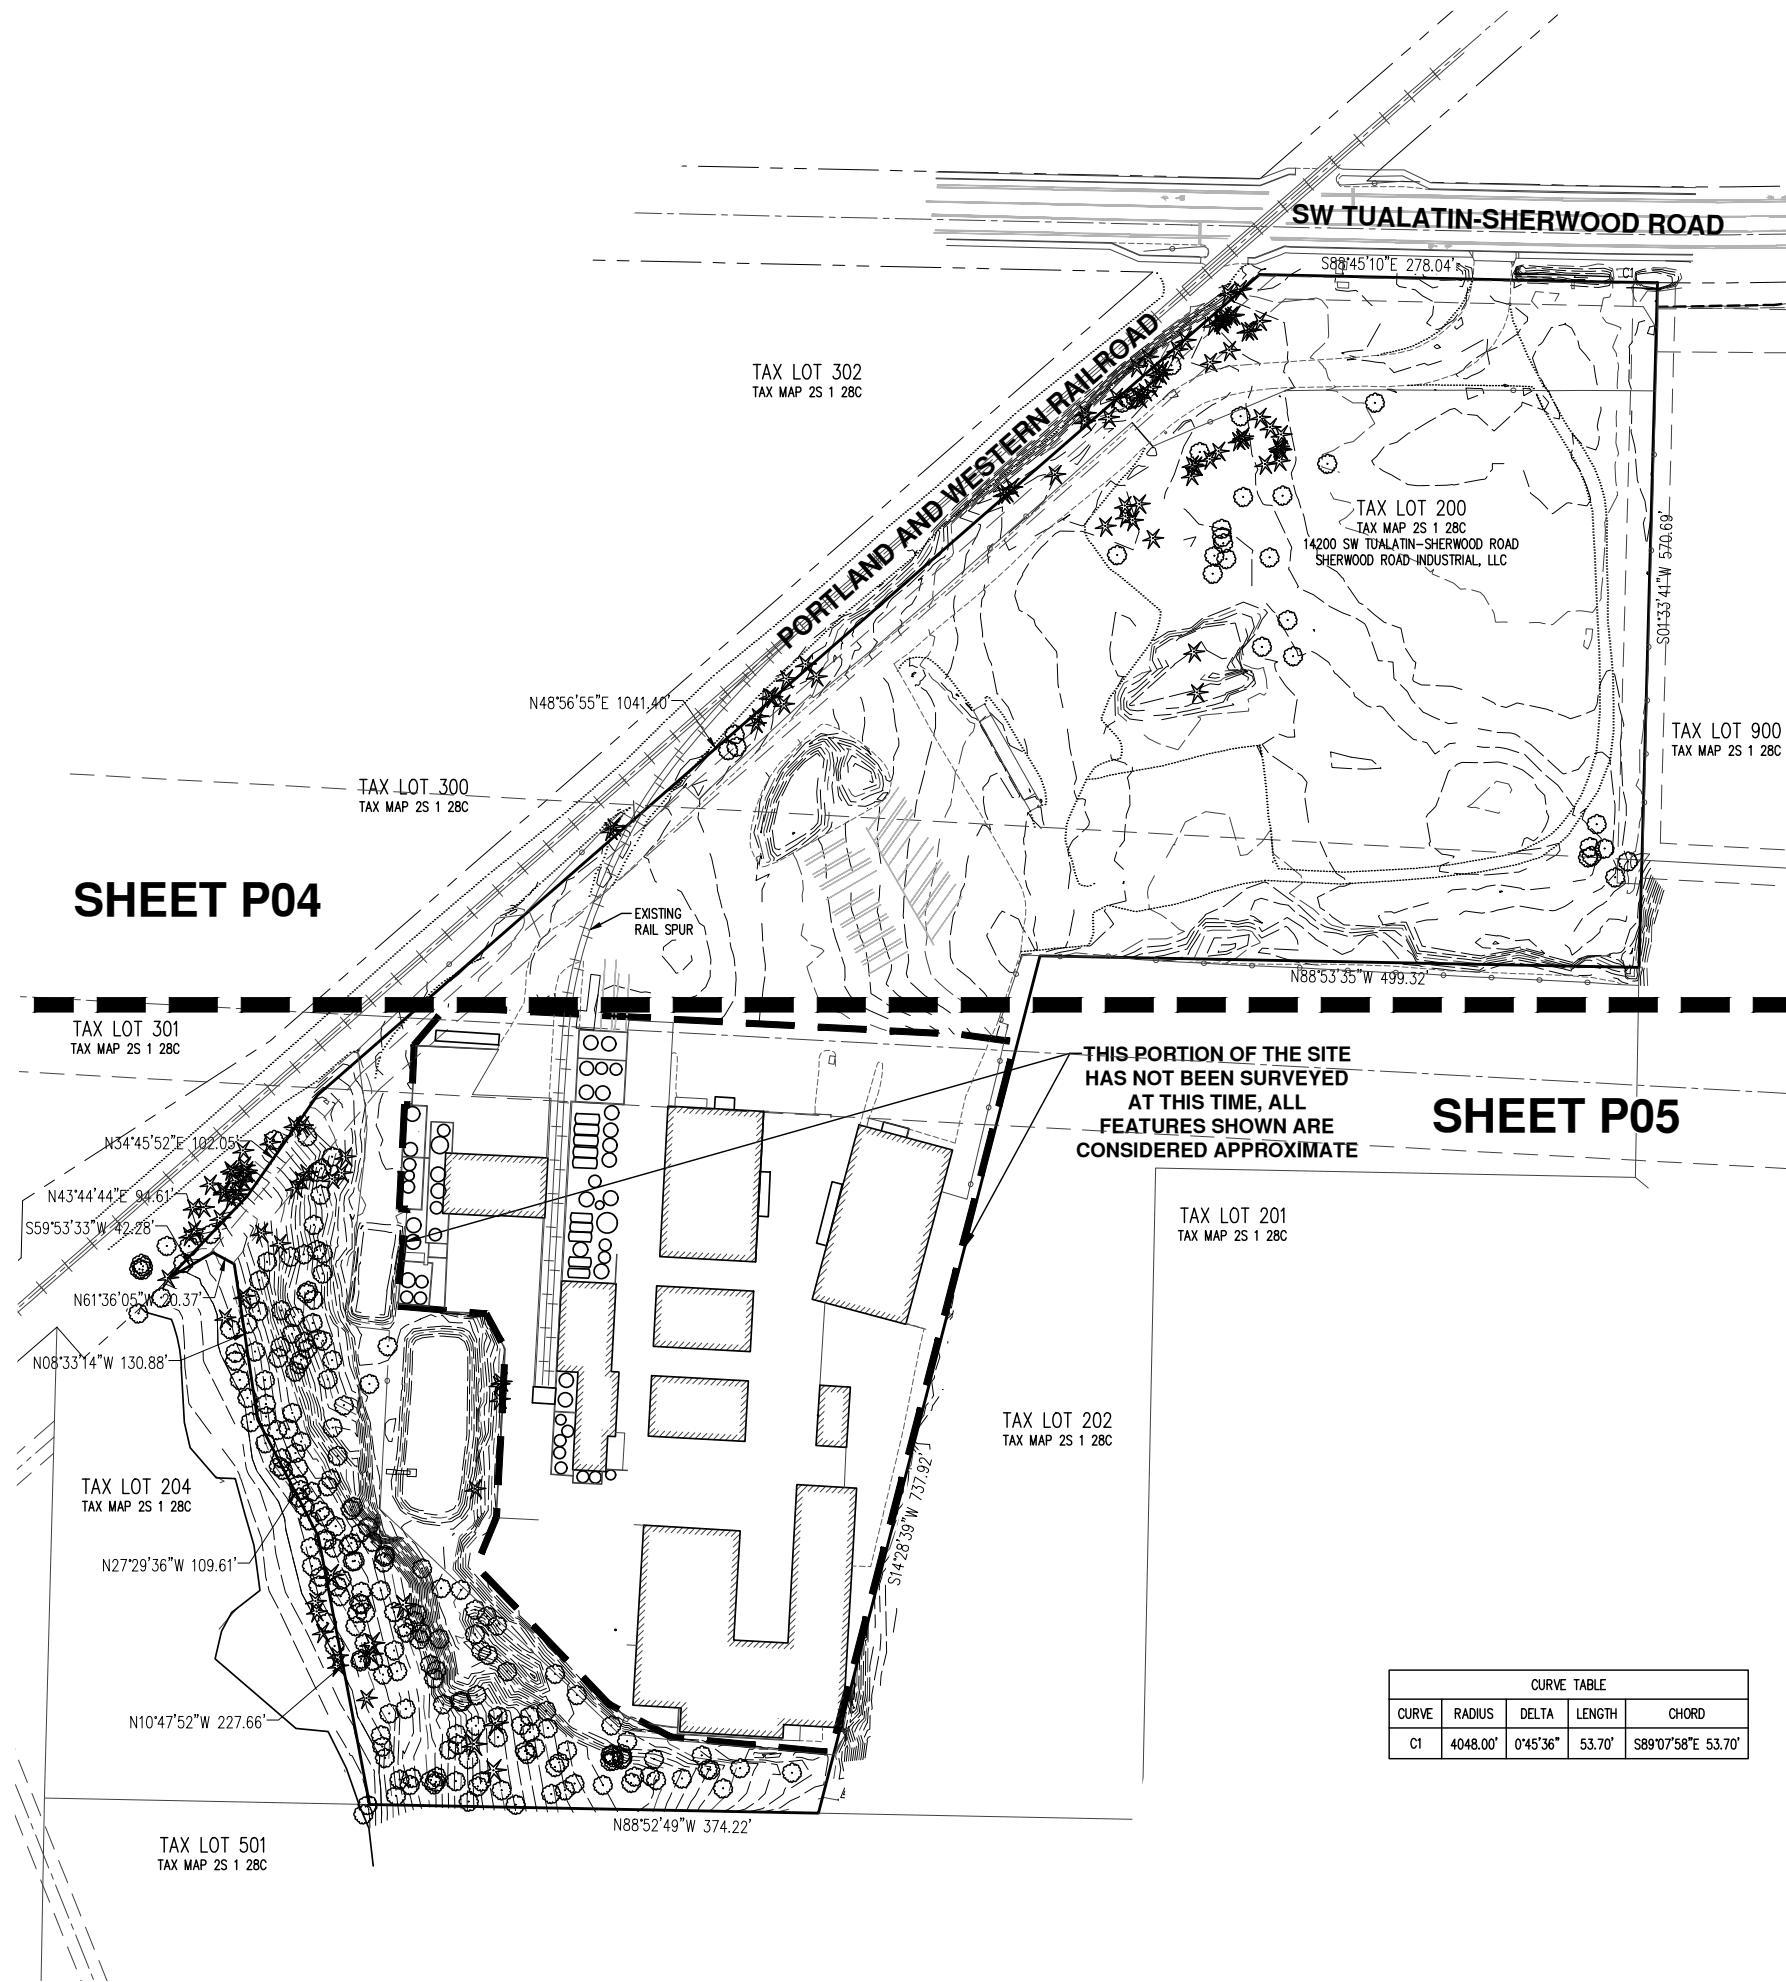 SW TUALATIN-SHERWOOD ROAD
S88°45'10"E 278.04'
C1
PORTLAND AND WESTERN RAILROAD
TAX LOT 302
TAX MAP 2S 1 28C
TAX LOT 200
TAX MAP 2S 1 28C
14200 SW TUALATIN-SHERWOOD ROAD
SHERWOOD ROAD INDUSTRIAL, LLC
S01°33'41"W 570.69'
N48°56'55"E 1041.40'
TAX LOT 900
TAX MAP 2S 1 28C
TAX LOT 300
TAX MAP 2S 1 28C
SHEET P04
EXISTING
RAIL SPUR
N88°53'35"W 499.32'
TAX LOT 301
TAX MAP 2S 1 28C
THIS PORTION OF THE SITE
HAS NOT BEEN SURVEYED
AT THIS TIME, ALL
FEATURES SHOWN ARE
CONSIDERED APPROXIMATE
SHEET P05
N34°45'52"E 102.05'
N43°44'44"E 94.61'
S59°53'33"W 42.28'
TAX LOT 201
TAX MAP 2S 1 28C
N61°36'05"W 20.37'
N08°33'14"W 130.88'
TAX LOT 202
TAX MAP 2S 1 28C
TAX LOT 204
TAX MAP 2S 1 28C
S14°28'39"W 737.92'
N27°29'36"W 109.61'
N10°47'52"W 227.66'
CURVE TABLE
CURVE RADIUS DELTA LENGTH CHORD
C1 4048.00' 0°45'36" 53.70' S89°07'58"E 53.70'
N88°52'49"W 374.22'
TAX LOT 501
TAX MAP 2S 1 28C